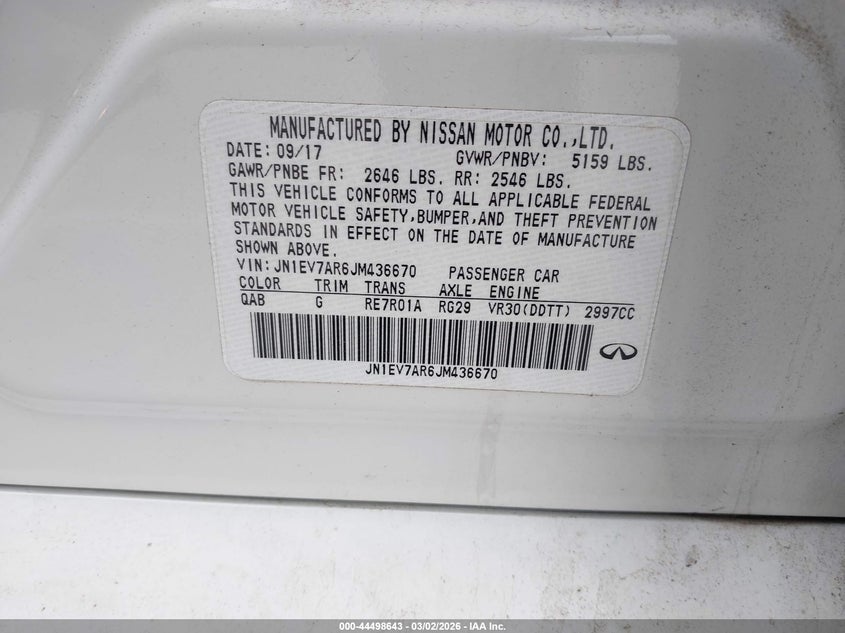 MANUFACTURED BY NISSAN MOTOR CO.,LTD.
DATE: 09/17 GVWR/PNBV: 5159 LBS.
GAWR/PNBE FR: 2646 LBS. RR: 2546 LBS.
THIS VEHICLE CONFORMS TO ALL APPLICABLE FEDERAL
MOTOR VEHICLE SAFETY,BUMPER,AND THEFT PREVENTION
STANDARDS IN EFFECT ON THE DATE OF MANUFACTURE
SHOWN ABOVE.
VIN: JN1EV7AR6JM436670 PASSENGER CAR
COLOR TRIM TRANS AXLE ENGINE
QAB G RE7R01A RG29 VR30(DDTT) 2997CC
JN1EV7AR6JM436670
000-44498643 - 03/02/2026 - IAA Inc.